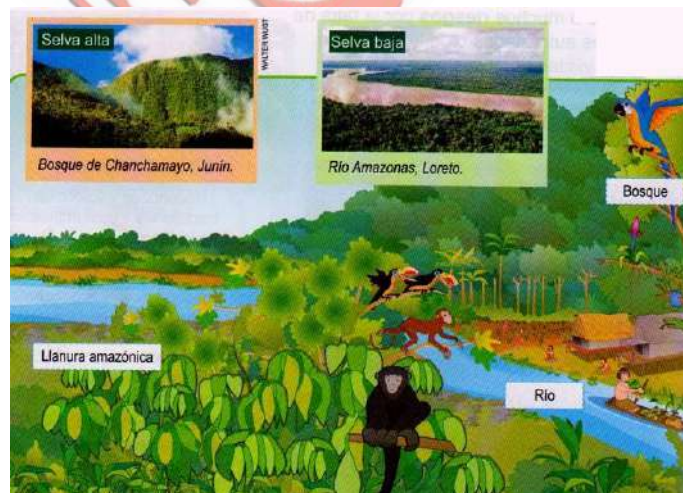 Selva alta
WALTER WUST
Bosque de Chanchamayo, Junín.
Selva baja
Río Amazonas, Loreto.
Bosque
Llanura amazónica
Río